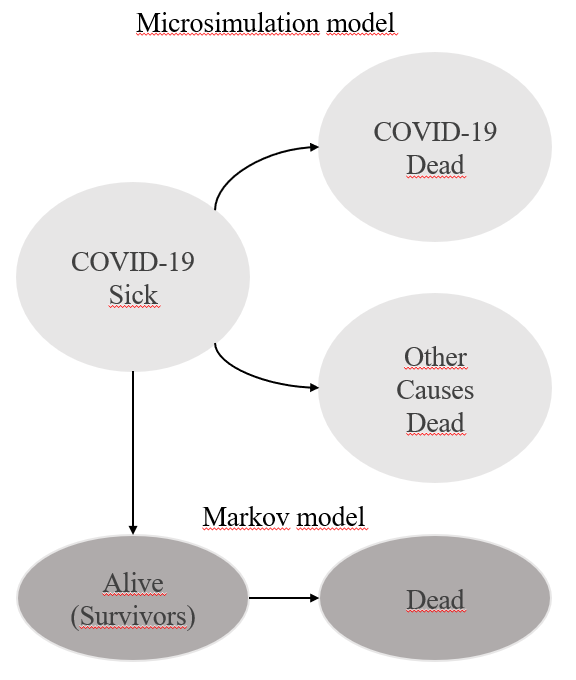 Microsimulation model
COVID-19
Dead
COVID-19
Sick
Other
Causes
Dead
Markov model
Alive
(Survivors)
Dead